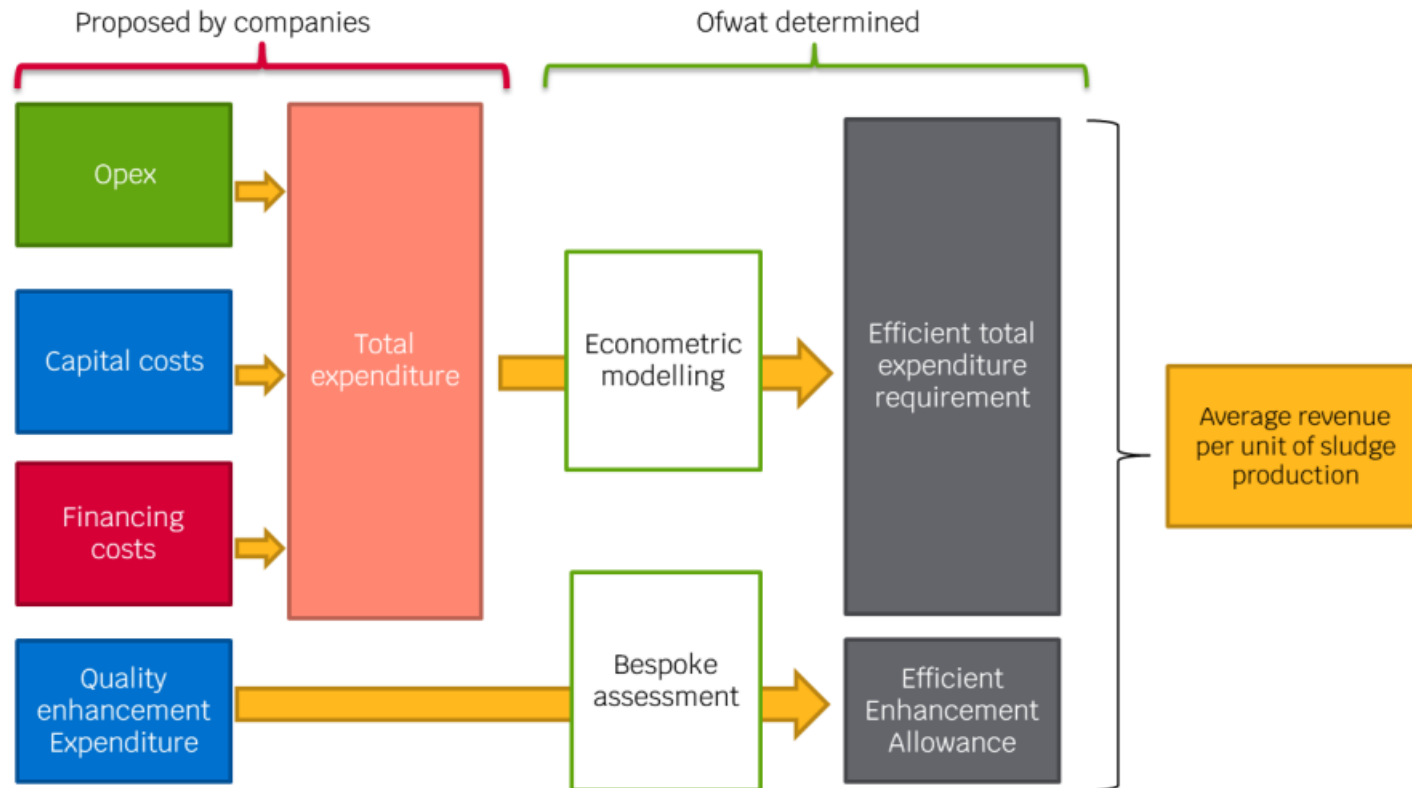 Proposed by companies
Ofwat determined
Opex
Capital costs
Financing
costs
Quality
enhancement
Expenditure
Total
expenditure
Econometric
modelling
Bespoke
assessment
Efficient total
expenditure
requirement
Efficient
Enhancement
Allowance
Average revenue
per unit of sludge
production